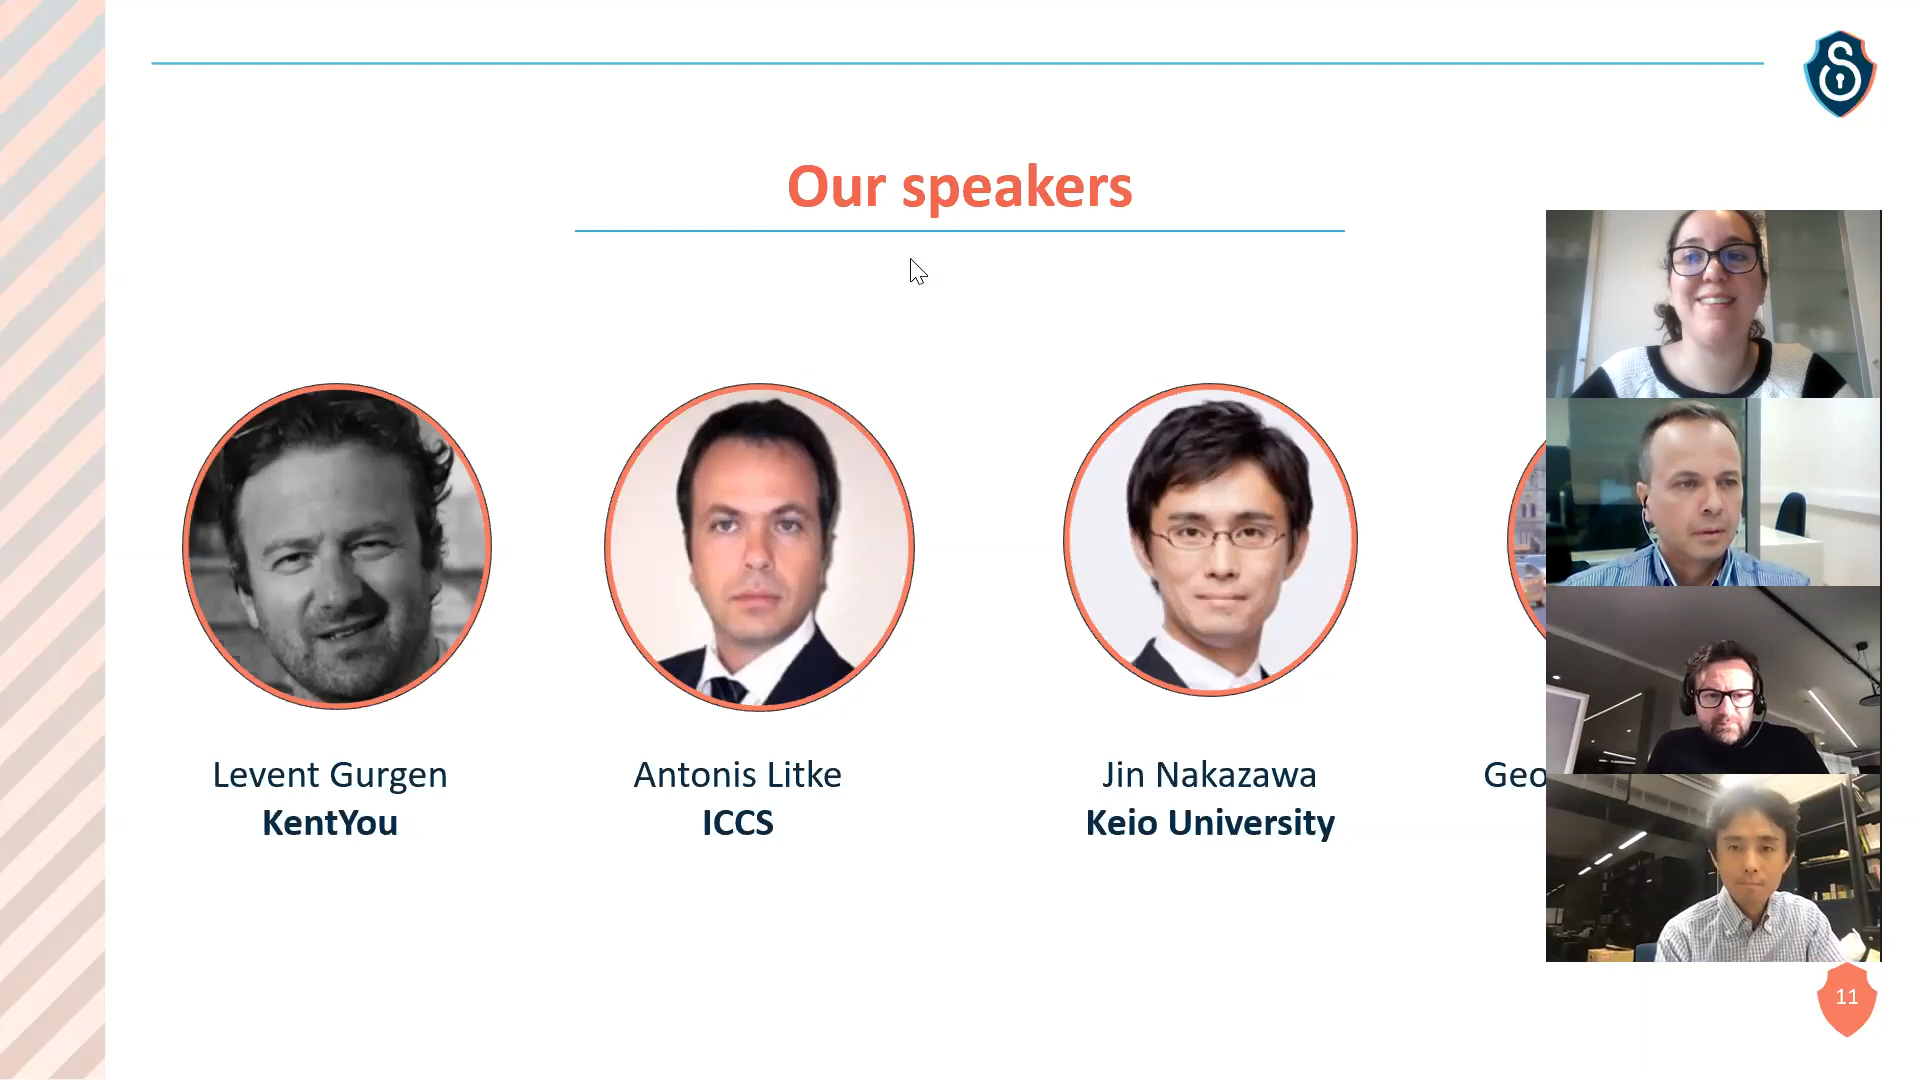 Our speakers
Levent Gurgen
KentYou
Antonis Litke
ICCS
Jin Nakazawa
Keio University
Geo
11